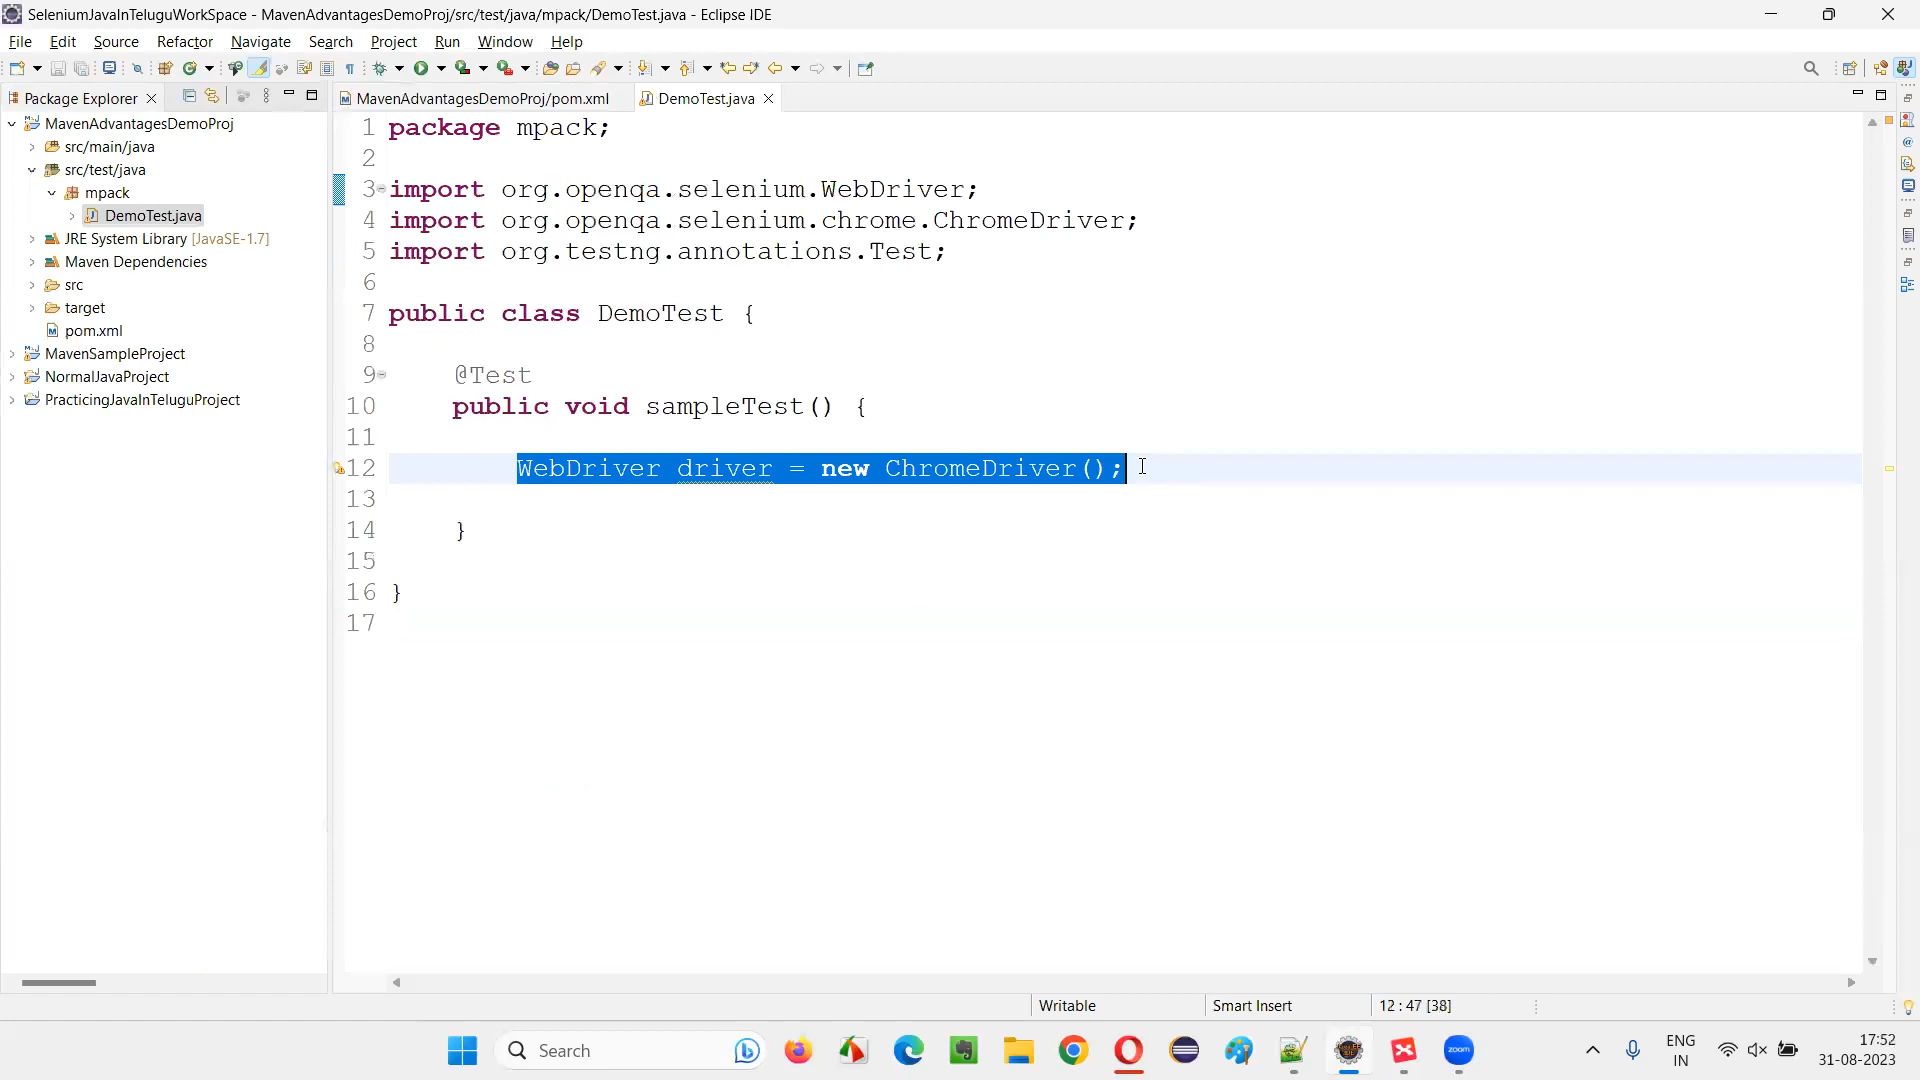 SeleniumJavaInTeluguWorkSpace - MavenAdvantagesDemoProj/src/test/java/mpack/DemoTest.java - Eclipse IDE
File Edit Source Refactor Navigate Search Project Run Window Help
Package Explorer
MavenAdvantagesDemoProj/pom.xml
DemoTest.java
MavenAdvantagesDemoProj
src/main/java
src/test/java
mpack
DemoTest.java
JRE System Library [JavaSE-1.7]
Maven Dependencies
src
target
pom.xml
MavenSampleProject
NormalJavaProject
PracticingJavaInTeluguProject
1 package mpack;
2
3 import org.openqa.selenium.WebDriver;
4 import org.openqa.selenium.chrome.ChromeDriver;
5 import org.testng.annotations.Test;
6
7 public class DemoTest {
8
9 @Test
10 public void sampleTest() {
11
12 WebDriver driver = new ChromeDriver();
13
14 }
15
16 }
17
Writable
Smart Insert
12 : 47 [38]
Search
zoom
ENG
IN
17:52
31-08-2023